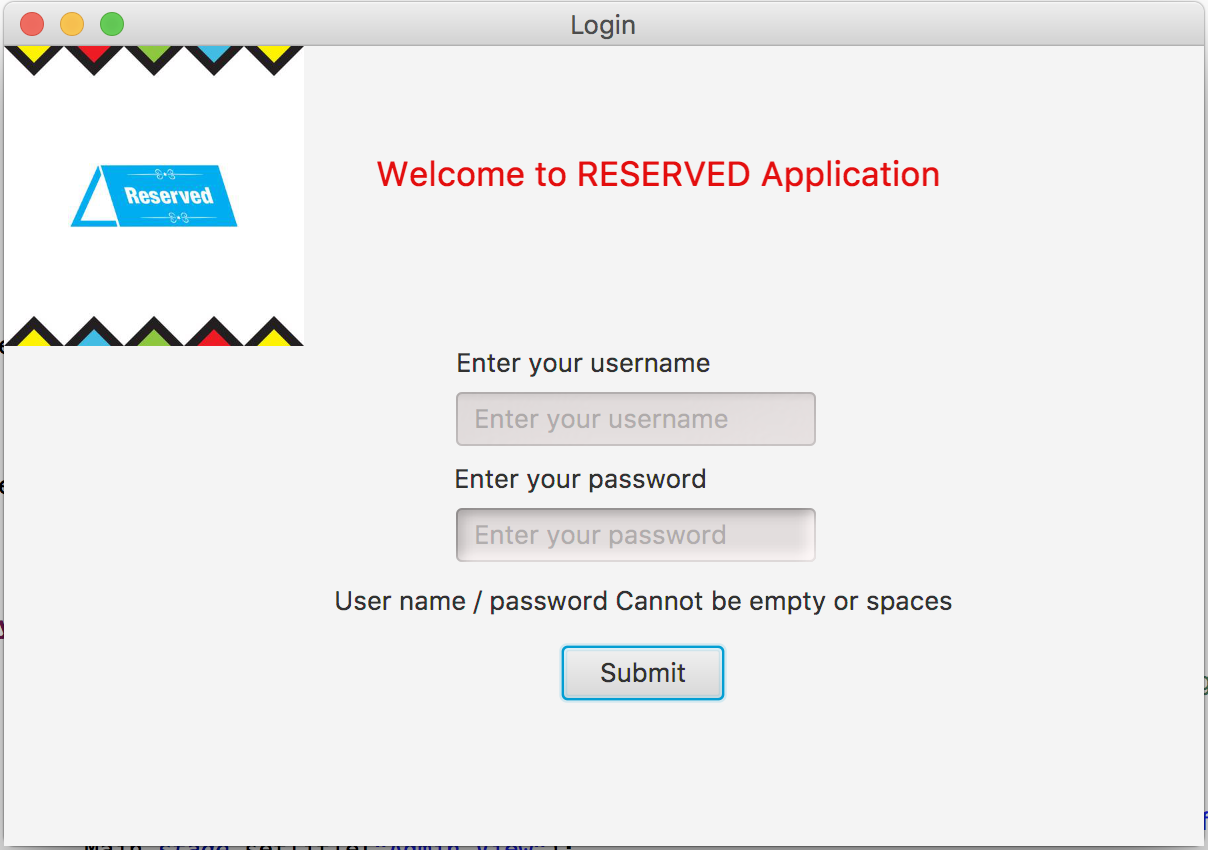 Login
Reserved
Welcome to RESERVED Application
Enter your username
Enter your username
Enter your password
Enter your password
User name / password Cannot be empty or spaces
Submit